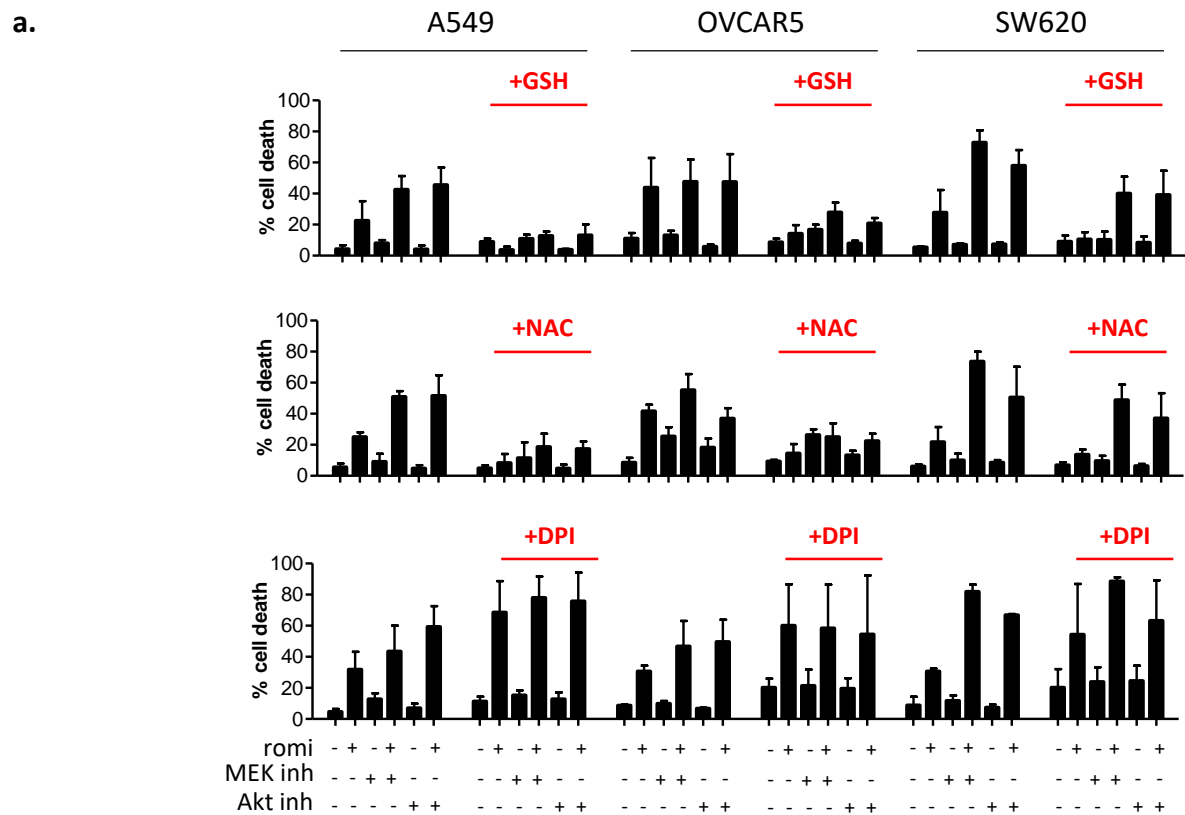 a.
A549 OVCAR5 SW620
+GSH +GSH +GSH
% cell death
100
80
60
40
20
0
+NAC +NAC +NAC
% cell death
100
80
60
40
20
0
+DPI +DPI +DPI
% cell death
100
80
60
40
20
0
romi - + - + - + - + - + - + - + - + - + - + - + - + - + - + - + - + - + - +
MEK inh - - + + - - - - + + - - - - + + - - - - + + - - - - + + - - - - + + - -
Akt inh - - - - + + - - - - + + - - - - + + - - - - + + - - - - + + - - - - + +